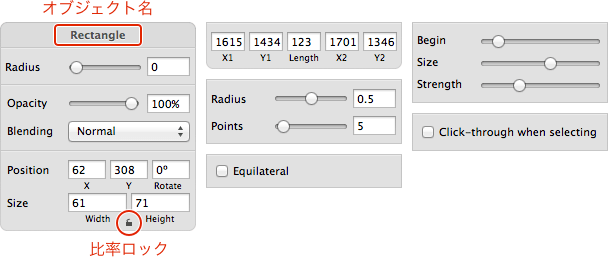 オブジェクト名
Rectangle
Radius 0
Opacity 100%
Blending Normal
Position 62 308 0°
X Y Rotate
Size 61 71
Width Height
比率ロック
1615 1434 123 1701 1346
X1 Y1 Length X2 Y2
Radius 0.5
Points 5
Equilateral
Begin
Size
Strength
Click-through when selecting